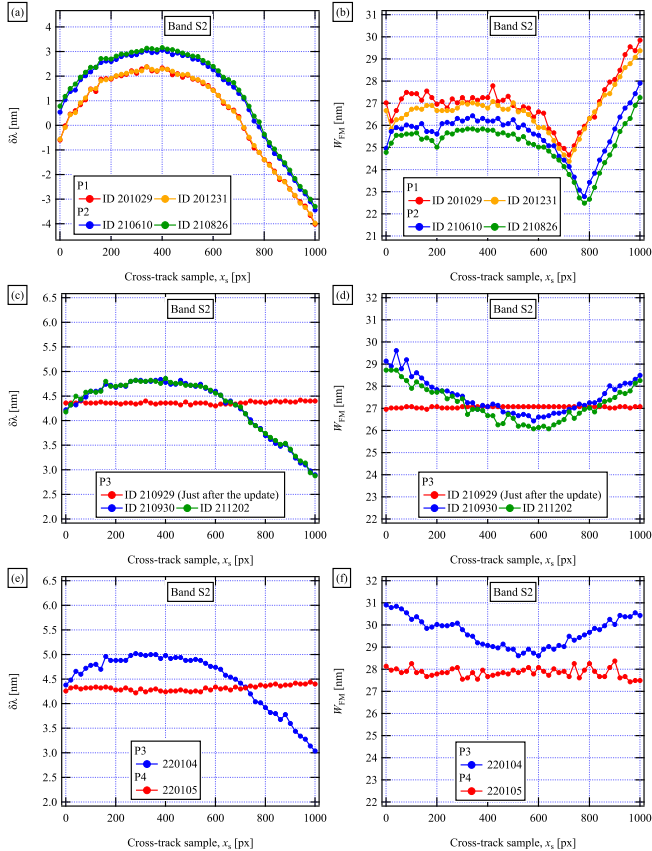 (a)
Band S2
δλ [nm]
3
2
1
0
-1
-2
-3
-4
P1
ID 201029 ID 201231
P2
ID 210610 ID 210826
0 200 400 600 800 1000
Cross-track sample, xs [px]
(b)
Band S2
WFM [nm]
31
30
29
28
27
26
25
24
23
22
21
P1
ID 201029 ID 201231
P2
ID 210610 ID 210826
0 200 400 600 800 1000
Cross-track sample, xs [px]
(c)
Band S2
δλ [nm]
6.5
6.0
5.5
5.0
4.5
4.0
3.5
3.0
2.5
2.0
P3
ID 210929 (Just after the update)
ID 210930 ID 211202
0 200 400 600 800 1000
Cross-track sample, xs [px]
(d)
Band S2
WFM [nm]
32
31
30
29
28
27
26
25
24
23
22
P3
ID 210929 (Just after the update)
ID 210930 ID 211202
0 200 400 600 800 1000
Cross-track sample, xs [px]
(e)
Band S2
δλ [nm]
6.5
6.0
5.5
5.0
4.5
4.0
3.5
3.0
2.5
2.0
P3
220104
P4
220105
0 200 400 600 800 1000
Cross-track sample, xs [px]
(f)
Band S2
WFM [nm]
32
31
30
29
28
27
26
25
24
23
22
P3
220104
P4
220105
0 200 400 600 800 1000
Cross-track sample, xs [px]